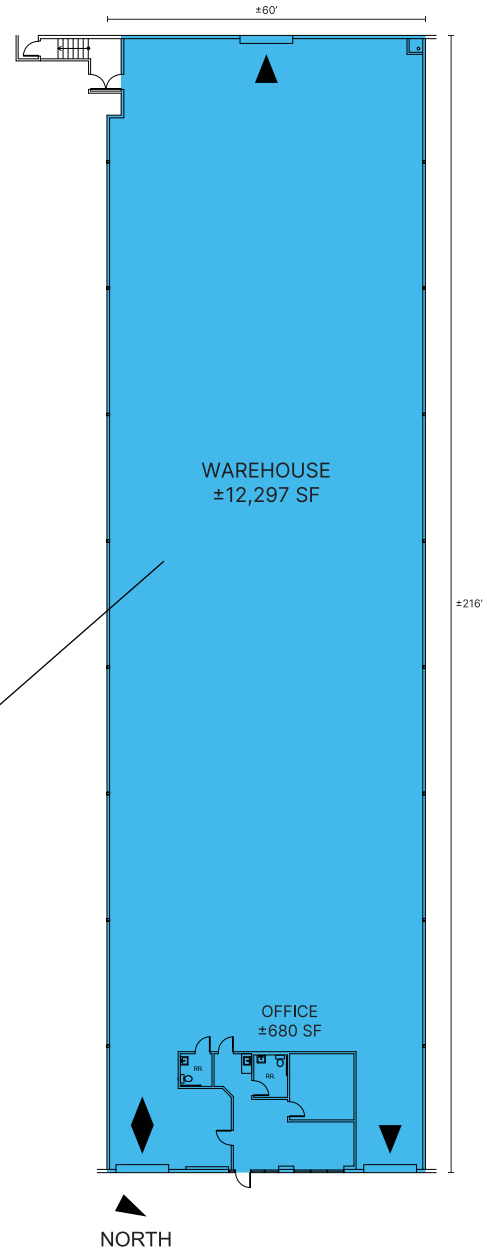 ±60'
WAREHOUSE
±12,297 SF
±216'
OFFICE
±680 SF
RR.
RR.
NORTH